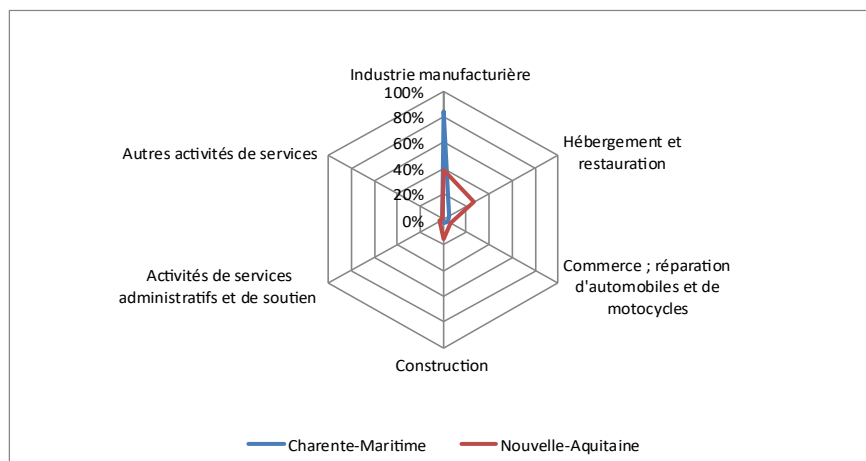 Industrie manufacturière
100%
80%
60%
40%
20%
0%
Hébergement et
restauration
Commerce ; réparation
d'automobiles et de
motocycles
Construction
Activités de services
administratifs et de soutien
Autres activités de services
Charente-Maritime
Nouvelle-Aquitaine